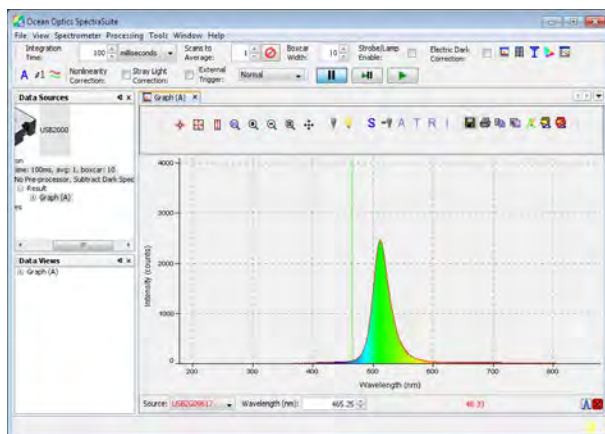 Ocean Optics SpectraSuite
File View Spectrometer Processing Tools Window Help
Integration Time: 100 milliseconds Scans to Average: 1 Boxcar Width: 10 Strobe/Lamp Enable: Electric Dark Correction:
Nonlinearity Correction: Stray Light Correction: External Trigger: Normal
Data Sources
Graph (A)
USB2000
S A T R I
on
ime: 100ms, avg: 1, boxcar: 10
No Pre-processor, Subtract Dark Spec
Result
Graph (A)
es
Data Views
Graph (A)
Intensity (counts)
4000
3000
2000
1000
0
200 300 400 500 600 700 800
Wavelength (nm)
Source: Wavelength (nm): 465.25